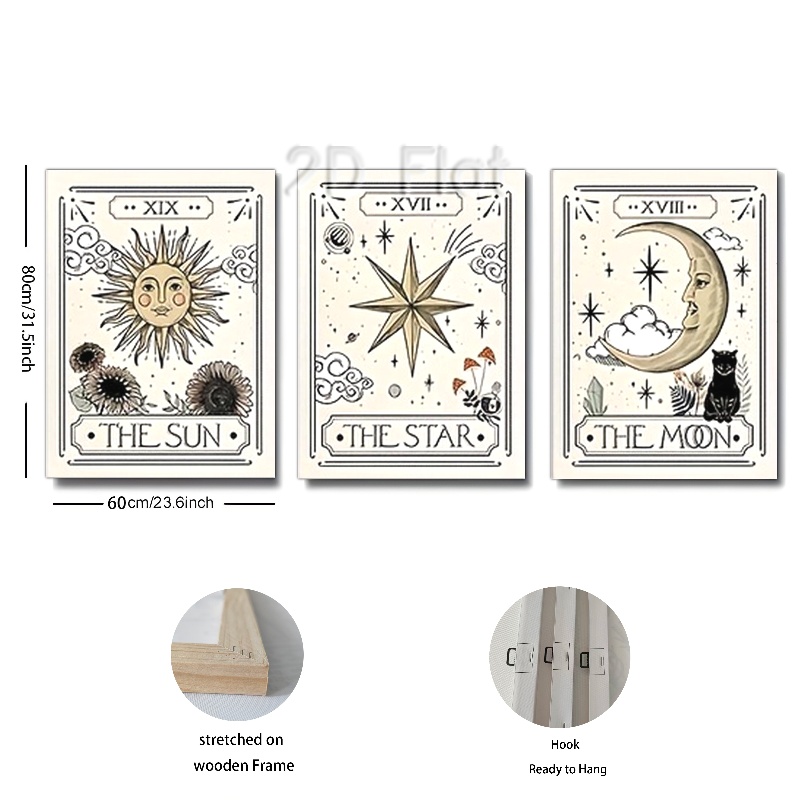 2D_Flat
·· XIX ··
·· XVII ··
·· XVIII ··
80cm/31.5inch
• THE SUN •
• THE STAR •
• THE MOON •
60cm/23.6inch
stretched on
wooden Frame
Hook
Ready to Hang